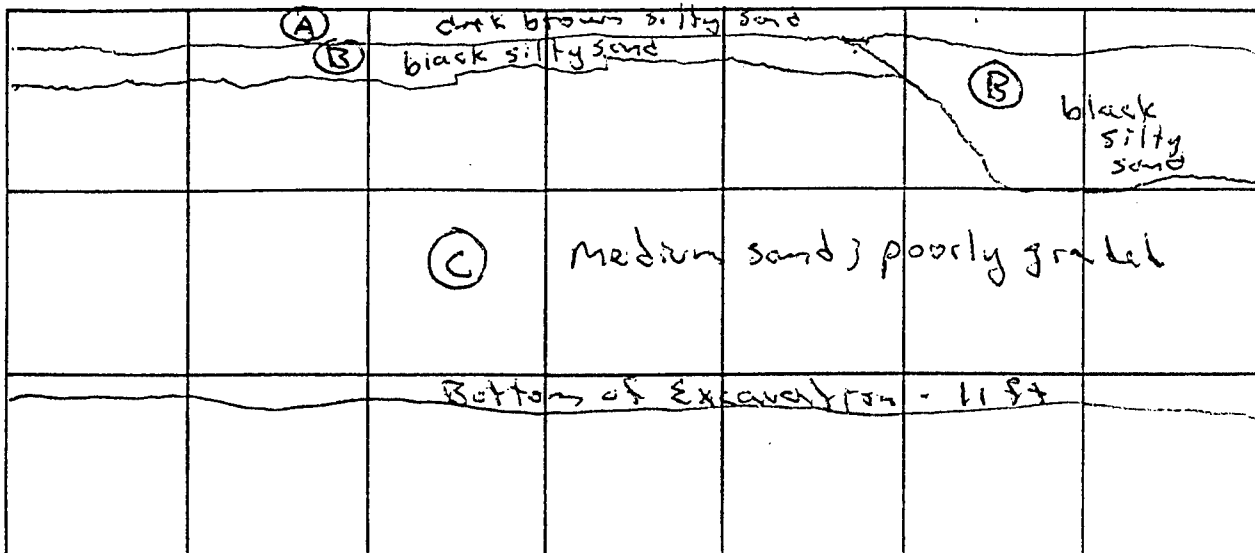 A dark brown silty sand
B black silty sand
B
black
silty
sand
C Medium sand; poorly graded
Bottom of Excavation - 11 ft